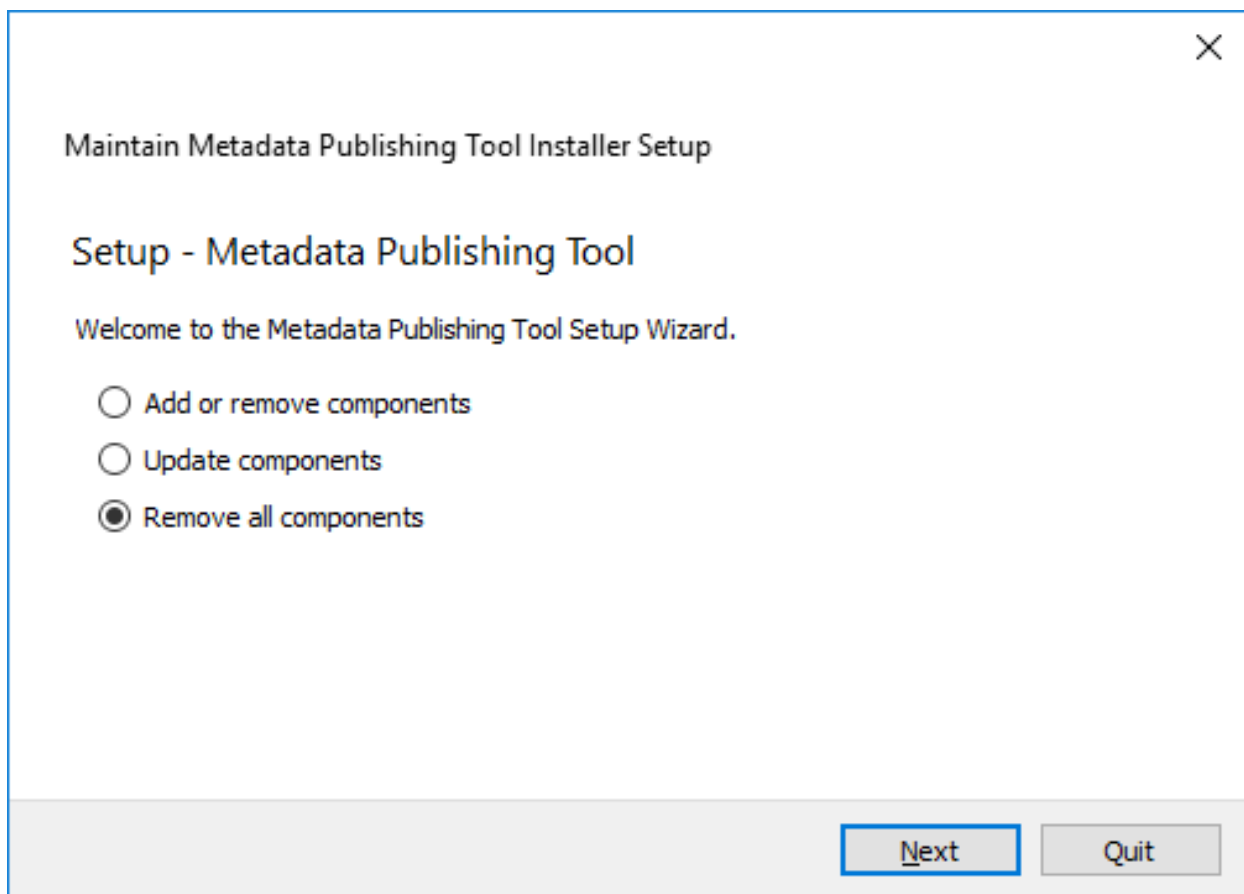 Maintain Metadata Publishing Tool Installer Setup
Setup - Metadata Publishing Tool
Welcome to the Metadata Publishing Tool Setup Wizard.
Add or remove components
Update components
Remove all components
Next
Quit